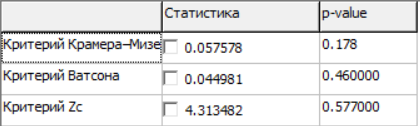 Статистика p-value
Критерий Крамера–Мизе 0.057578 0.178
Критерий Ватсона 0.044981 0.460000
Критерий Zc 4.313482 0.577000